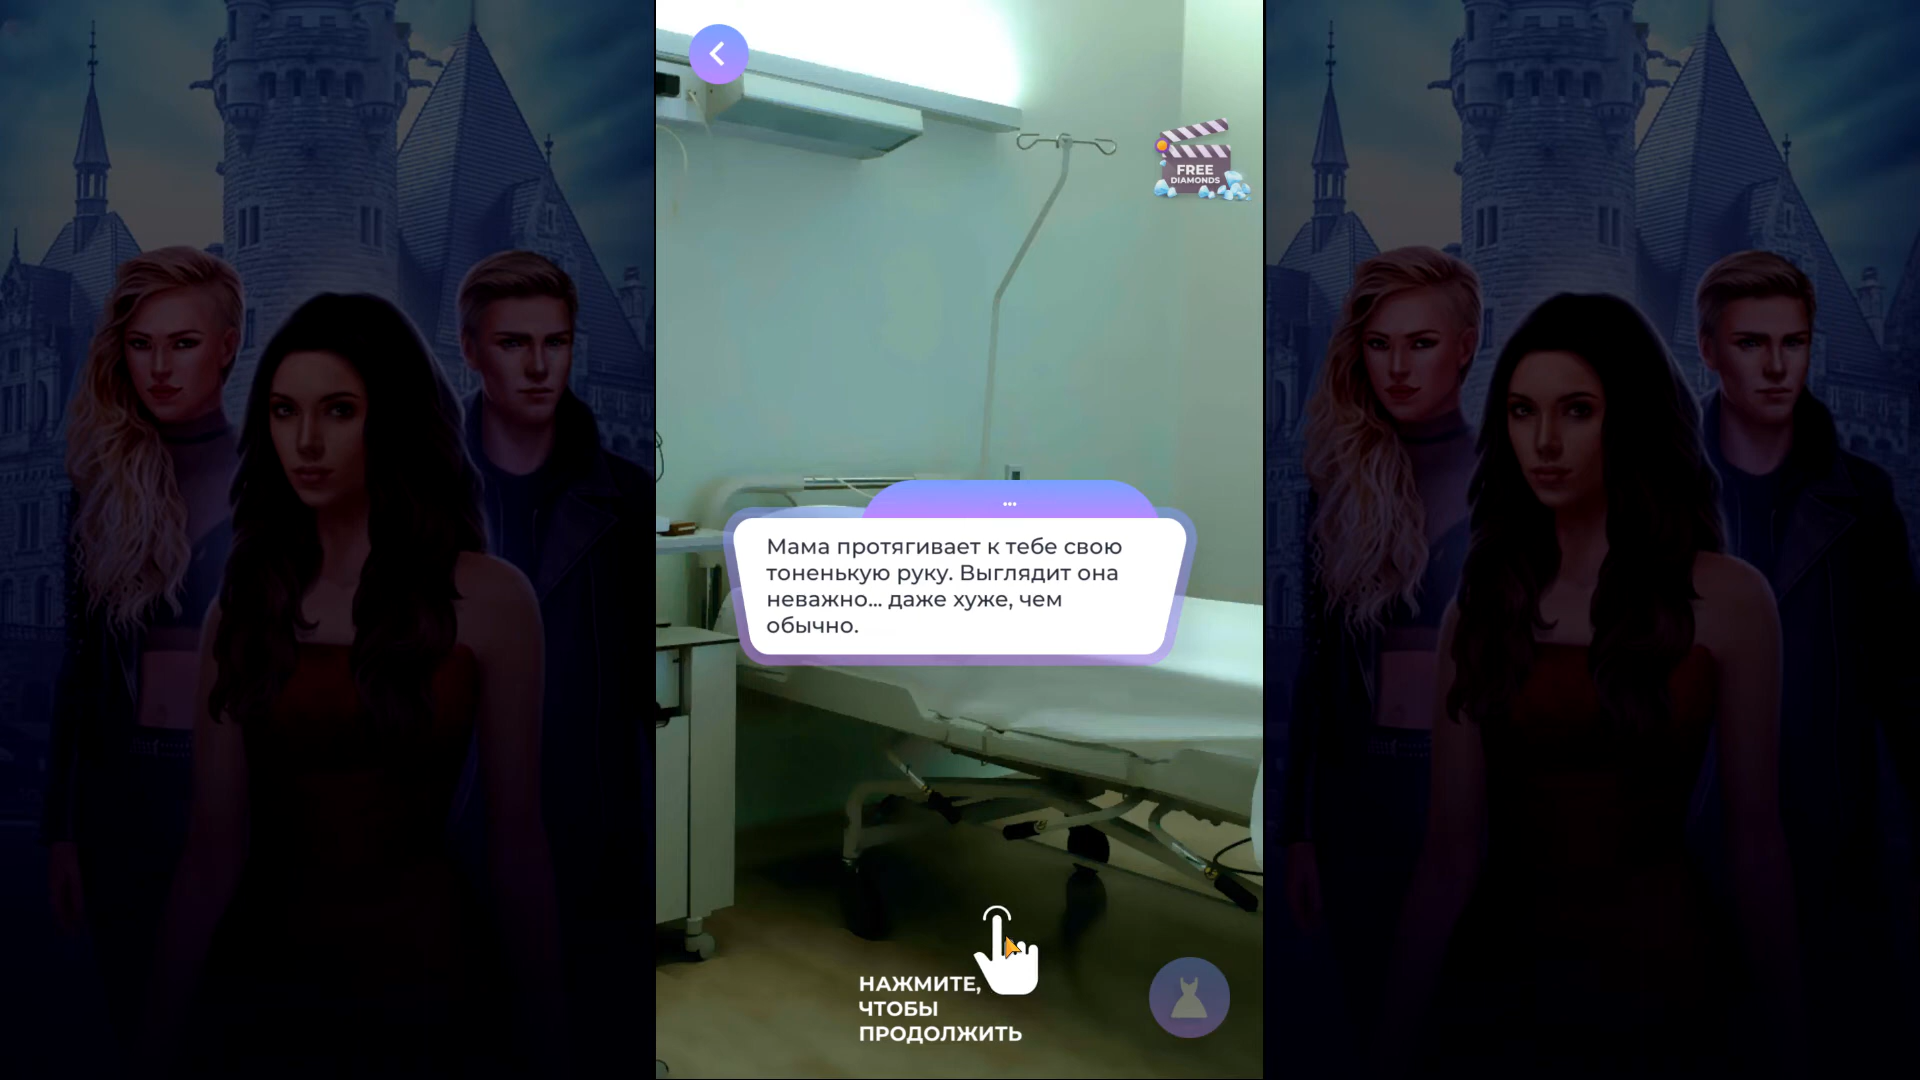 FREE
DIAMONDS
...
Мама протягивает к тебе свою
тоненькую руку. Выглядит она
неважно... даже хуже, чем
обычно.
НАЖМИТЕ,
ЧТОБЫ
ПРОДОЛЖИТЬ